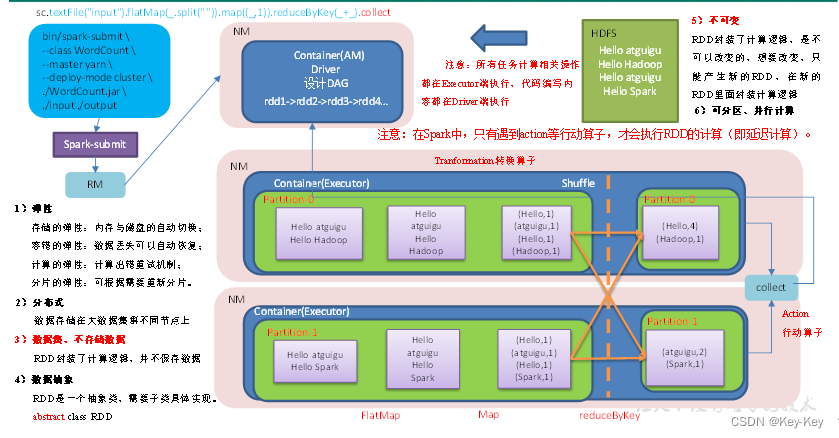 sc.textFile("input").flatMap(_.split(" ")).map((_,1)).reduceByKey(_+_).collect
bin/spark-submit \
--class WordCount \
--master yarn \
--deploy-mode cluster \
./WordCount.jar \
./input ./output
Spark-submit
RM
NM
Container(AM)
Driver
设计DAG
rdd1->rdd2->rdd3->rdd4...
注意：所有任务计算相关操作
都在Executor端执行、代码编写内
容都在Driver端执行
HDFS
Hello atguigu
Hello Hadoop
Hello atguigu
Hello Spark
5）不可变
RDD封装了计算逻辑、是不
可以改变的、想要改变、只
能产生新的RDD、在新的
RDD里面封装计算逻辑
6）可分区、并行计算
注意：在Spark中，只有遇到action等行动算子，才会执行RDD的计算（即延迟计算）。
1）弹性
存储的弹性：内存与磁盘的自动切换；
容错的弹性：数据丢失可以自动恢复；
计算的弹性：计算出错重试机制；
分片的弹性：可根据需要重新分片。
2）分布式
数据存储在大数据集群不同节点上
3）数据集、不存储数据
RDD封装了计算逻辑、并不保存数据
4）数据抽象
RDD是一个抽象类、需要子类具体实现。
abstract class RDD
NM
Tranformation转换算子
Container(Executor)
Shuffle
Partition-0
Hello atguigu
Hello Hadoop
Hello
atguigu
Hello
Hadoop
(Hello,1)
(atguigu,1)
(Hello,1)
(Hadoop,1)
Partition-0
(Hello,4)
(Hadoop,1)
NM
Container(Executor)
Partition-1
Hello atguigu
Hello Spark
Hello
atguigu
Hello
Spark
(Hello,1)
(atguigu,1)
(Hello,1)
(Spark,1)
Partition-1
(atguigu,2)
(Spark,1)
collect
Action
行动算子
FlatMap
Map
reduceByKey
CSDN @Key-Key